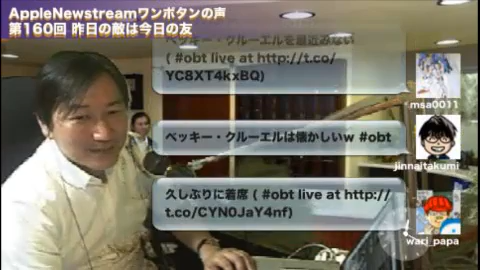 AppleNewstreamワンボタンの声
第160回 昨日の敵は今日の友
ベッキー・クルーエルを最近みない
( #obt live at http://t.co/
YC8XT4kxBQ)
msa0011
ベッキー・クルーエルは懐かしいw #obt
jinnaitakumi
久しぶりに着席 ( #obt live at http://
t.co/CYN0JaY4nf)
wari_papa